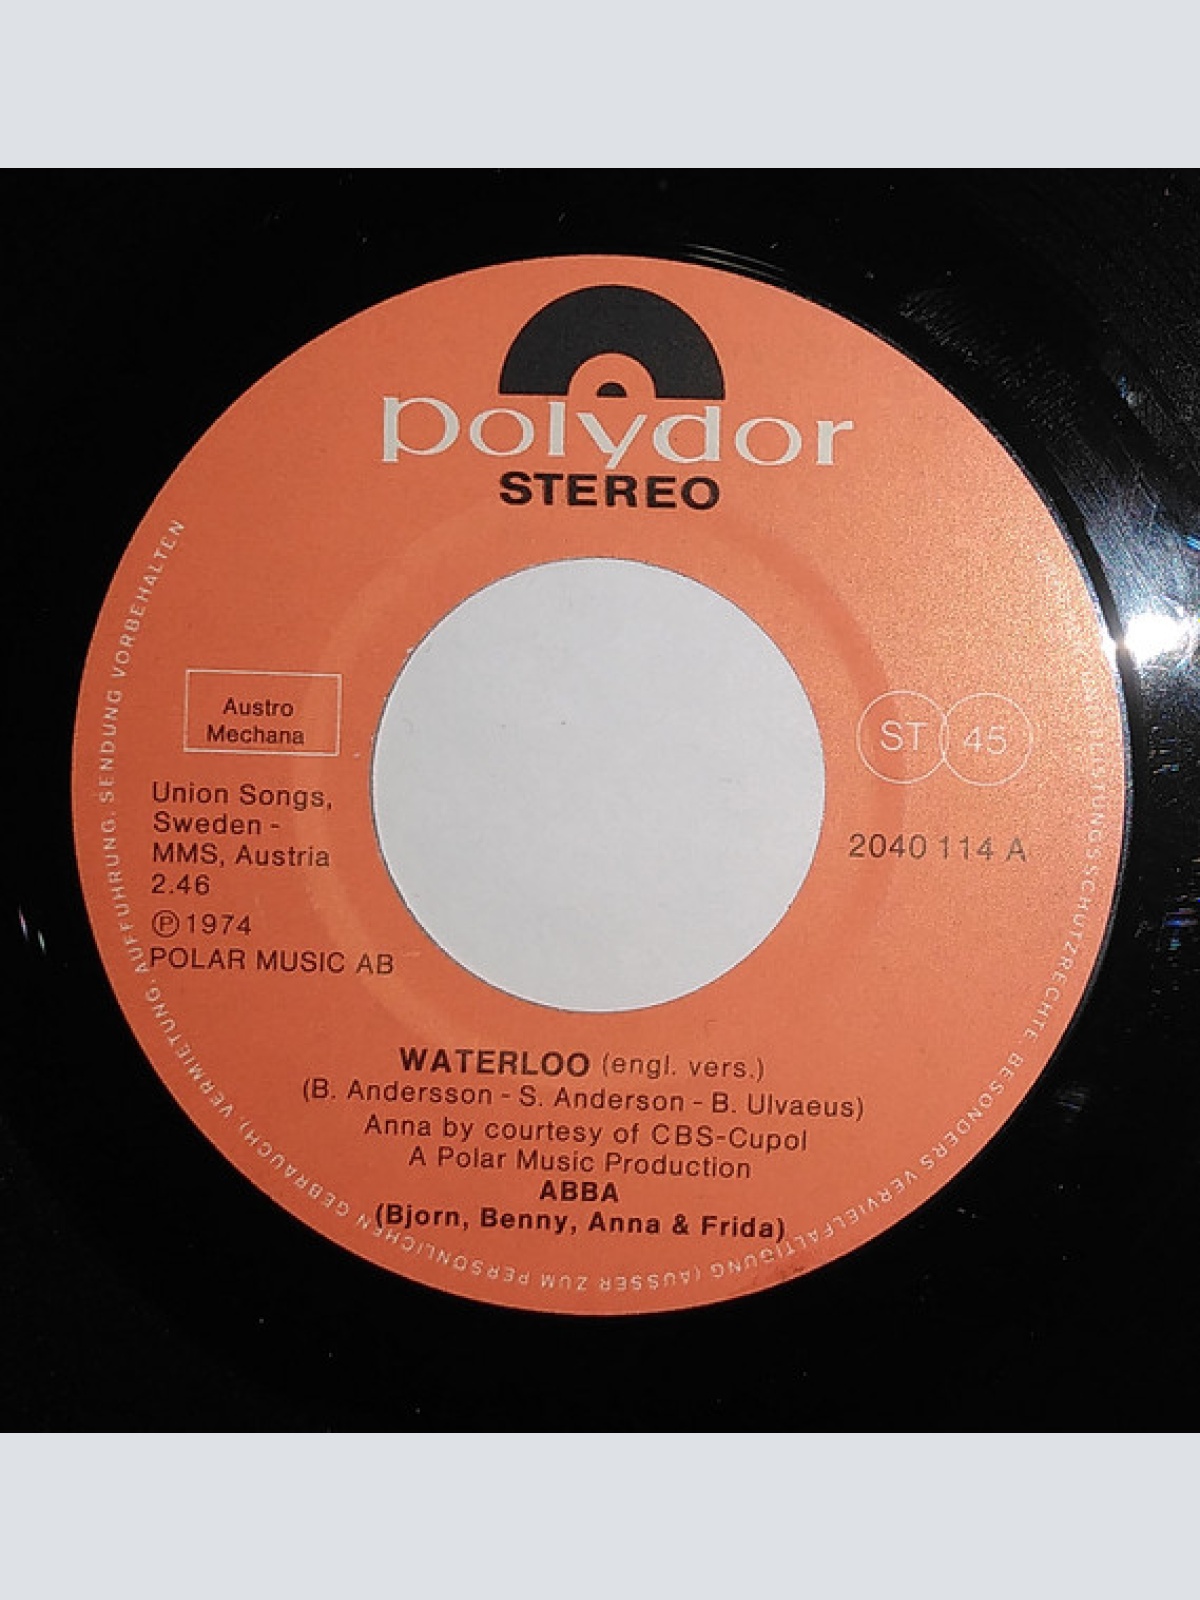 polydor
STEREO
Austro
Mechana
Union Songs,
Sweden -
MMS, Austria
2.46
Ⓟ 1974
POLAR MUSIC AB
ST 45
2040 114 A
WATERLOO (engl. vers.)
(B. Andersson - S. Anderson - B. Ulvaeus)
Anna by courtesy of CBS-Cupol
A Polar Music Production
ABBA
(Bjorn, Benny, Anna & Frida)
LEISTUNGSSCHUTZRECHTE, BESONDERS VERVIELFÄLTIGUNG (AUSSER ZUM PERSÖNLICHEN GEBRAUCH), VERMIETUNG, AUFFÜHRUNG, SENDUNG VORBEHALTEN